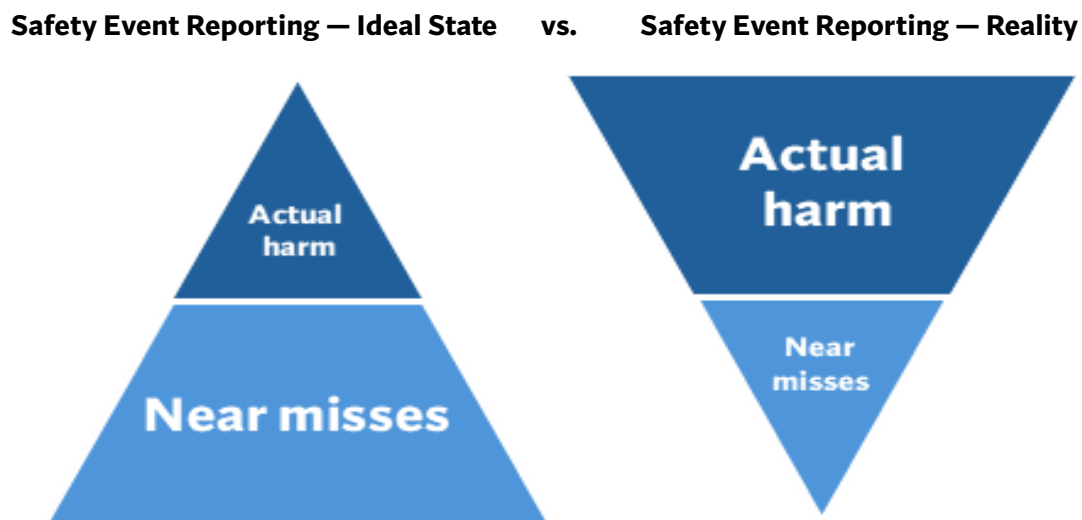 Safety Event Reporting — Ideal State vs. Safety Event Reporting — Reality
Actual
harm
Near misses
Actual
harm
Near
misses